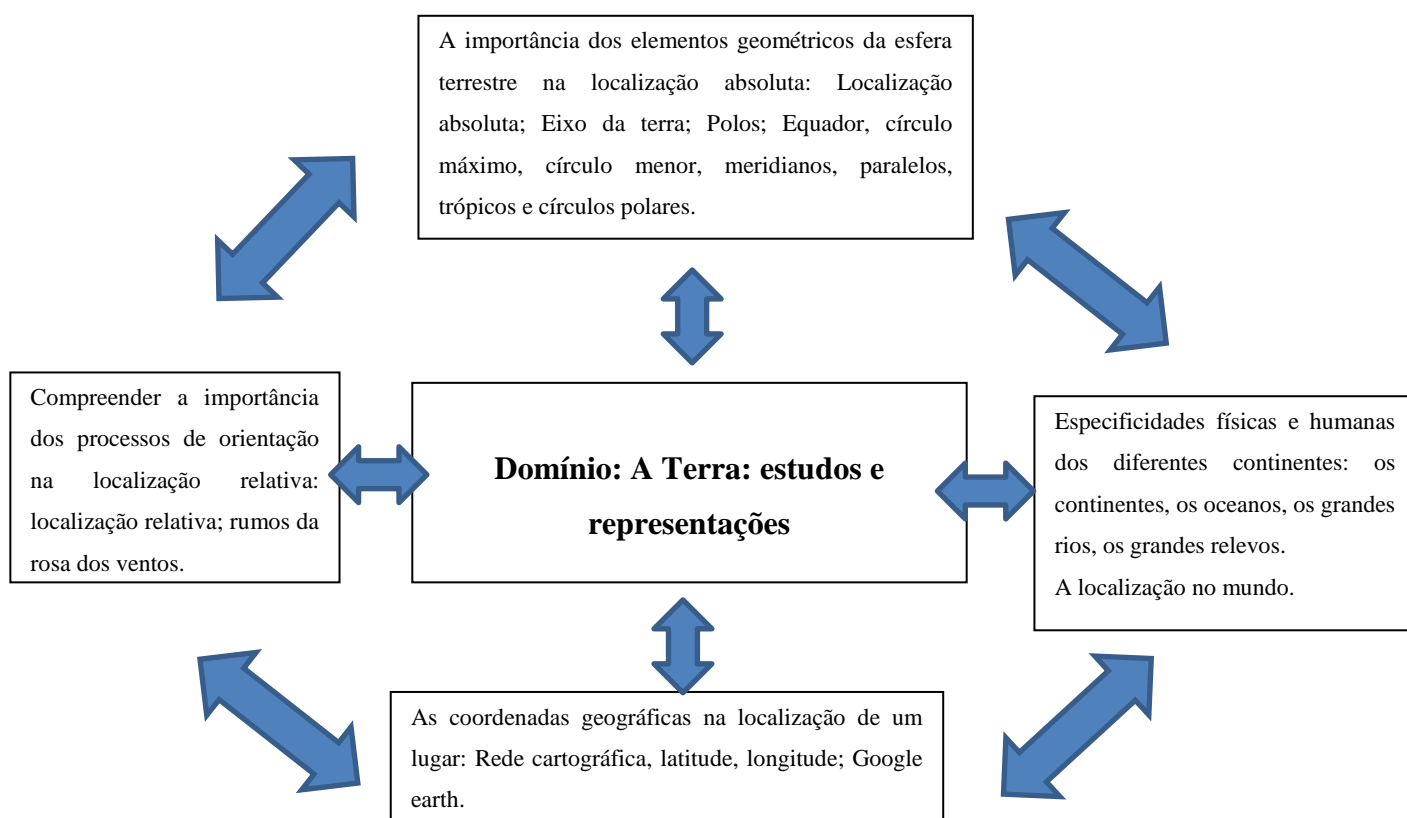 A importância dos elementos geométricos da esfera
terrestre na localização absoluta: Localização
absoluta; Eixo da terra; Polos; Equador, círculo
máximo, círculo menor, meridianos, paralelos,
trópicos e círculos polares.
Compreender a importância
dos processos de orientação
na localização relativa:
localização relativa; rumos da
rosa dos ventos.
Domínio: A Terra: estudos e
representações
Especificidades físicas e humanas
dos diferentes continentes: os
continentes, os oceanos, os grandes
rios, os grandes relevos.
A localização no mundo.
As coordenadas geográficas na localização de um
lugar: Rede cartográfica, latitude, longitude; Google
earth.